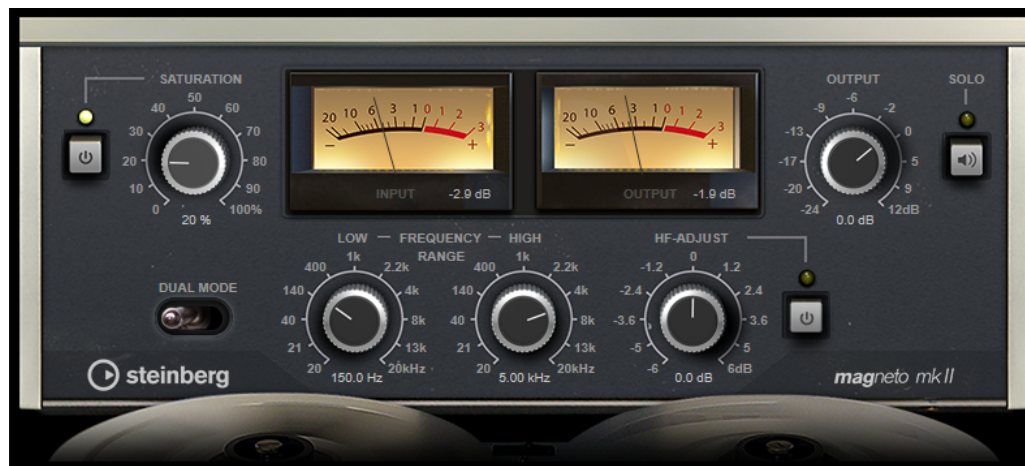 SATURATION
50
40
60
30
70
20
80
10
90
0
100%
20 %
20 10 6 3 1 0 1 2 3
-
+
INPUT
-2.9 dB
20 10 6 3 1 0 1 2 3
-
+
OUTPUT
-1.9 dB
OUTPUT
-6
-9
-2
-13
0
-17
5
-20
9
-24
12dB
0.0 dB
SOLO
DUAL MODE
LOW
FREQUENCY
RANGE
HIGH
1k
400
2.2k
140
4k
40
8k
21
13k
20
20kHz
150.0 Hz
1k
400
2.2k
140
4k
40
8k
21
13k
20
20kHz
5.00 kHz
HF-ADJUST
0
-1.2
1.2
-2.4
2.4
-3.6
3.6
-5
5
-6
6dB
0.0 dB
steinberg
magneto mk II